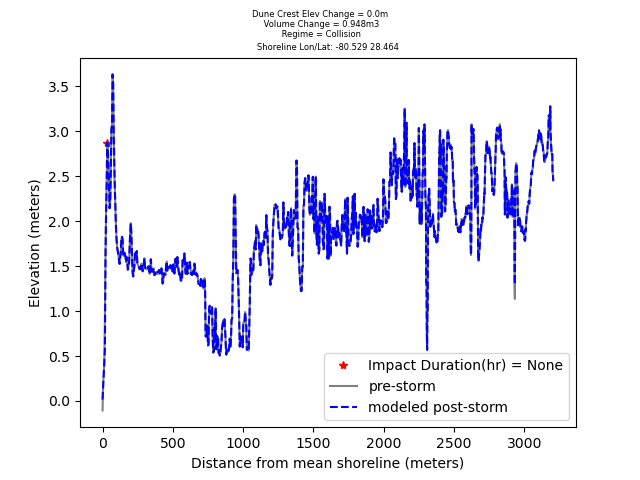 Dune Crest Elev Change = 0.0m
Volume Change = 0.948m3
Regime = Collision
Shoreline Lon/Lat: -80.529 28.464
3.5
3.0
2.5
2.0
1.5
1.0
0.5
0.0
Elevation (meters)
Impact Duration(hr) = None
pre-storm
modeled post-storm
0 500 1000 1500 2000 2500 3000
Distance from mean shoreline (meters)